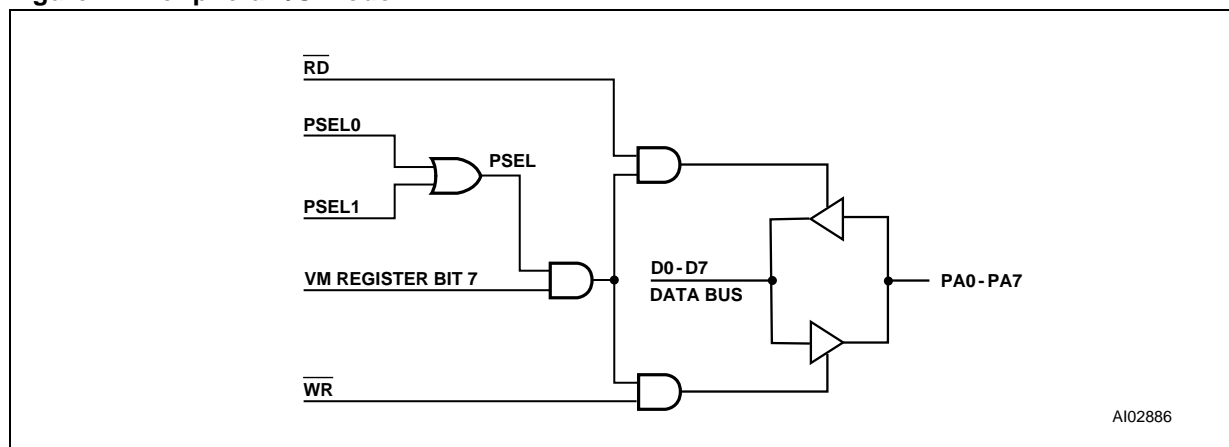 RD
PSEL0
PSEL
PSEL1
VM REGISTER BIT 7
D0-D7
DATA BUS
PA0-PA7
WR
AI02886